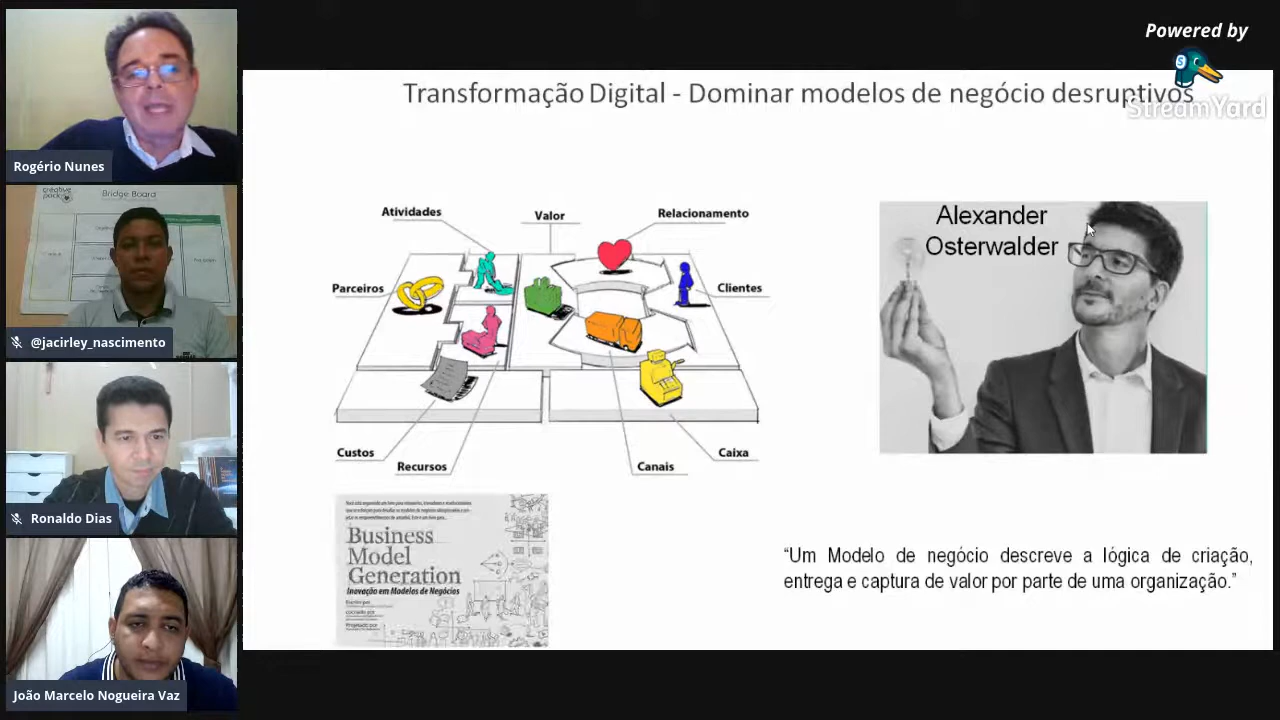 Powered by
StreamYard
Rogério Nunes
creative
pack
Bridge Board
@jacirley_nascimento
Ronaldo Dias
João Marcelo Nogueira Vaz
Transformação Digital - Dominar modelos de negócio desruptivos
Atividades
Valor
Relacionamento
Parceiros
Clientes
Custos
Recursos
Canais
Caixa
Alexander
Osterwalder
Business
Model
Generation
Inovação em Modelos de Negócios
“Um Modelo de negócio descreve a lógica de criação,
entrega e captura de valor por parte de uma organização.”